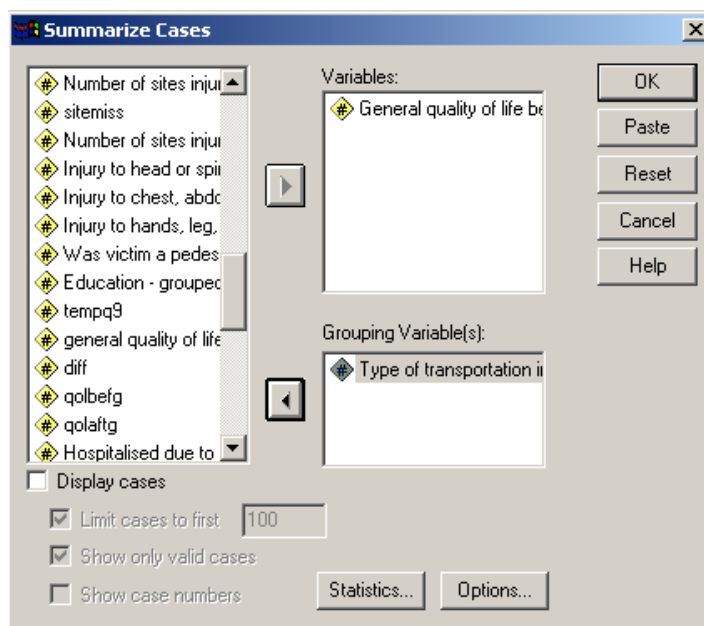 Summarize Cases
Number of sites injur
sitemiss
Number of sites injur
Injury to head or spi
Injury to chest, abdo
Injury to hands, leg,
Was victim a pedes
Education - grouped
tempq9
general quality of life
diff
qolbefg
qolaftg
Hospitalised due to
Variables:
General quality of life be
Grouping Variable(s):
Type of transportation i
OK
Paste
Reset
Cancel
Help
Display cases
Limit cases to first 100
Show only valid cases
Show case numbers
Statistics... Options...